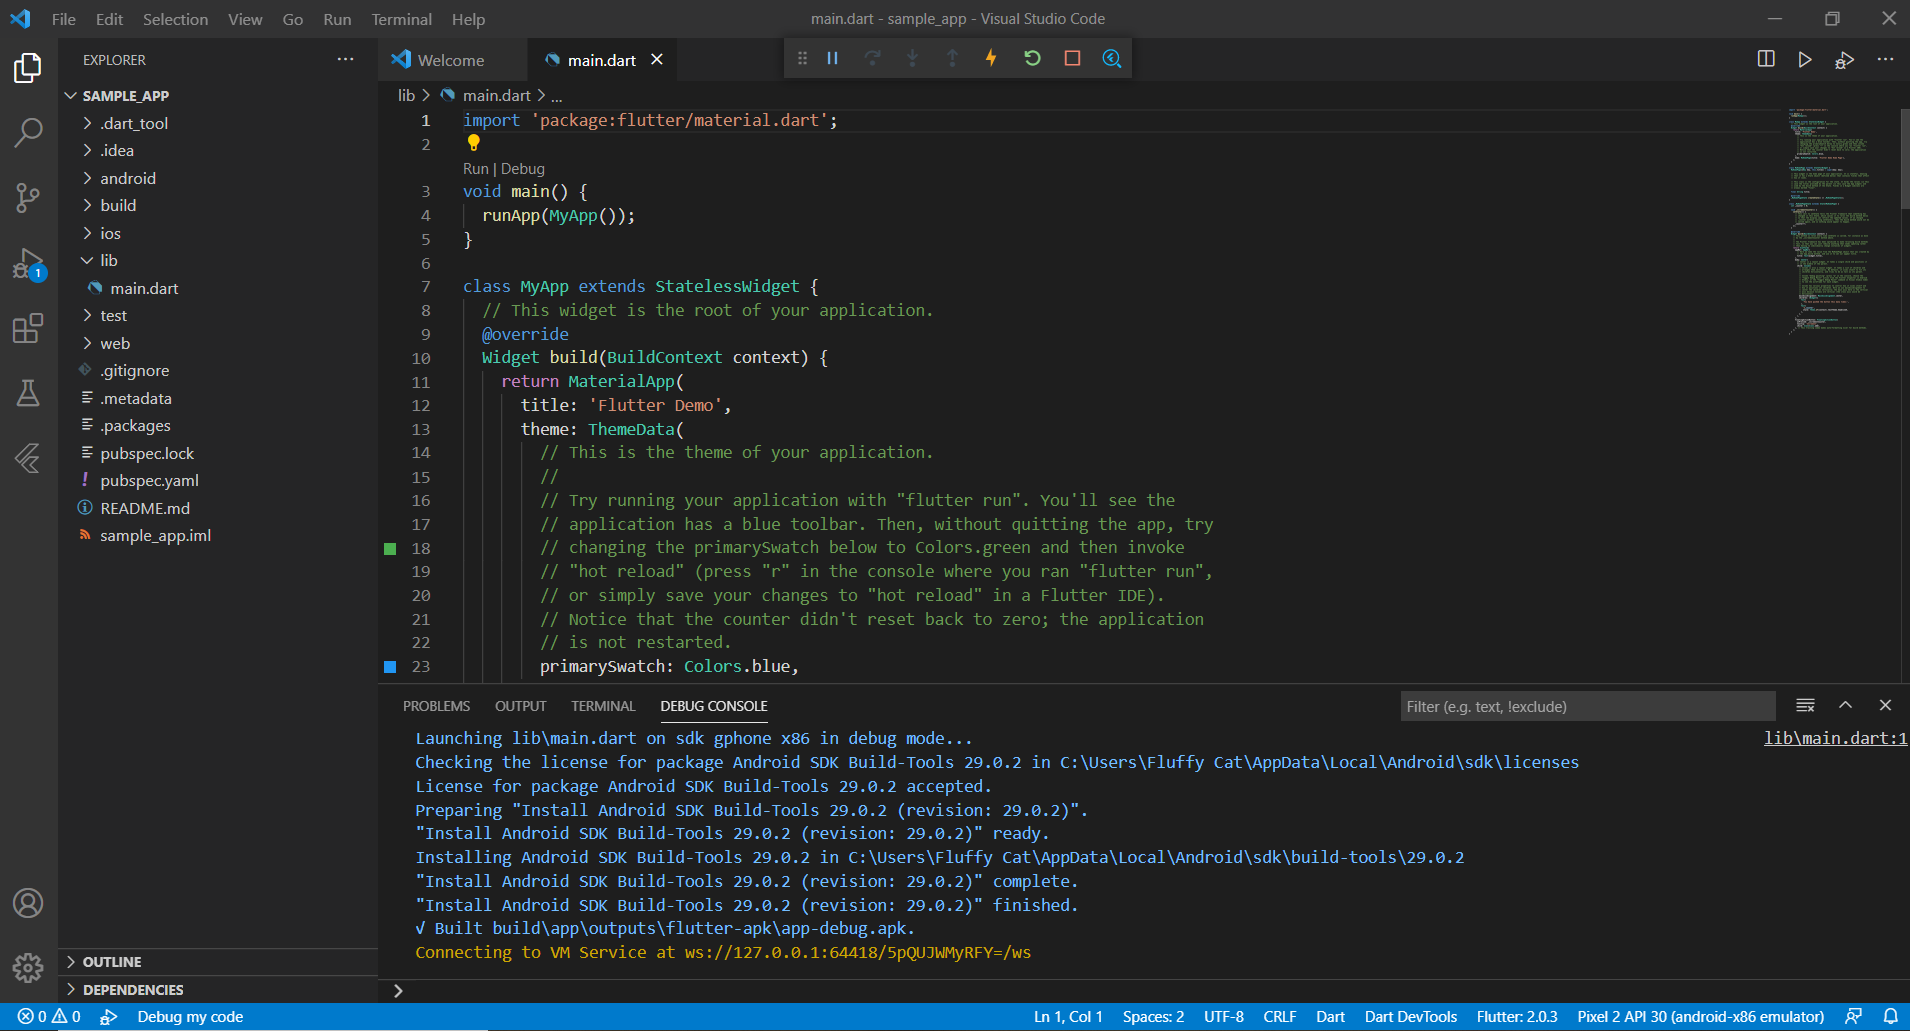 File Edit Selection View Go Run Terminal Help
main.dart - sample_app - Visual Studio Code
EXPLORER
SAMPLE_APP
.dart_tool
.idea
android
build
ios
lib
main.dart
test
web
.gitignore
.metadata
.packages
pubspec.lock
pubspec.yaml
README.md
sample_app.iml
OUTLINE
DEPENDENCIES
1
Welcome
main.dart
lib > main.dart > ...
1 import 'package:flutter/material.dart';
2
Run | Debug
3 void main() {
4 runApp(MyApp());
5 }
6
7 class MyApp extends StatelessWidget {
8 // This widget is the root of your application.
9 @override
10 Widget build(BuildContext context) {
11 return MaterialApp(
12 title: 'Flutter Demo',
13 theme: ThemeData(
14 // This is the theme of your application.
15 //
16 // Try running your application with "flutter run". You'll see the
17 // application has a blue toolbar. Then, without quitting the app, try
18 // changing the primarySwatch below to Colors.green and then invoke
19 // "hot reload" (press "r" in the console where you ran "flutter run",
20 // or simply save your changes to "hot reload" in a Flutter IDE).
21 // Notice that the counter didn't reset back to zero; the application
22 // is not restarted.
23 primarySwatch: Colors.blue,
PROBLEMS OUTPUT TERMINAL DEBUG CONSOLE
Filter (e.g. text, !exclude)
Launching lib\main.dart on sdk gphone x86 in debug mode...
lib\main.dart:1
Checking the license for package Android SDK Build-Tools 29.0.2 in C:\Users\Fluffy Cat\AppData\Local\Android\sdk\licenses
License for package Android SDK Build-Tools 29.0.2 accepted.
Preparing "Install Android SDK Build-Tools 29.0.2 (revision: 29.0.2)".
"Install Android SDK Build-Tools 29.0.2 (revision: 29.0.2)" ready.
Installing Android SDK Build-Tools 29.0.2 in C:\Users\Fluffy Cat\AppData\Local\Android\sdk\build-tools\29.0.2
"Install Android SDK Build-Tools 29.0.2 (revision: 29.0.2)" complete.
"Install Android SDK Build-Tools 29.0.2 (revision: 29.0.2)" finished.
√ Built build\app\outputs\flutter-apk\app-debug.apk.
Connecting to VM Service at ws://127.0.0.1:64418/5pQUJWMyRFY=/ws
0 0 Debug my code
Ln 1, Col 1 Spaces: 2 UTF-8 CRLF Dart Dart DevTools Flutter: 2.0.3 Pixel 2 API 30 (android-x86 emulator)